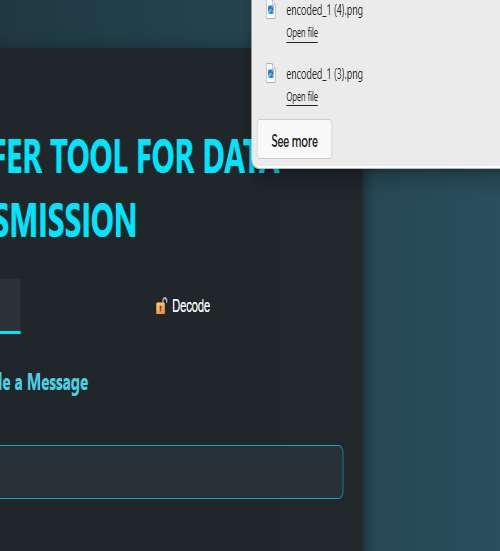 encoded_1 (4).png
Open file
encoded_1 (3).png
Open file
See more
FER TOOL FOR DATA
SMISSION
🔓 Decode
de a Message